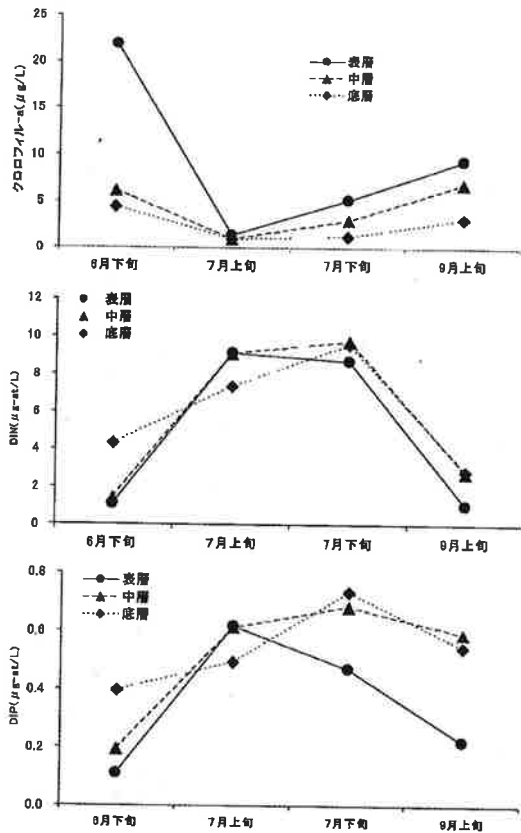 クロロフィル-a(μg/L)
25
20
15
10
5
0
表層
中層
底層
6月下旬 7月上旬 7月下旬 9月上旬
DIN(μg-at/L)
12
10
8
6
4
2
0
表層
中層
底層
6月下旬 7月上旬 7月下旬 9月上旬
DIP(μg-at/L)
0.8
0.6
0.4
0.2
0.0
表層
中層
底層
6月下旬 7月上旬 7月下旬 9月上旬